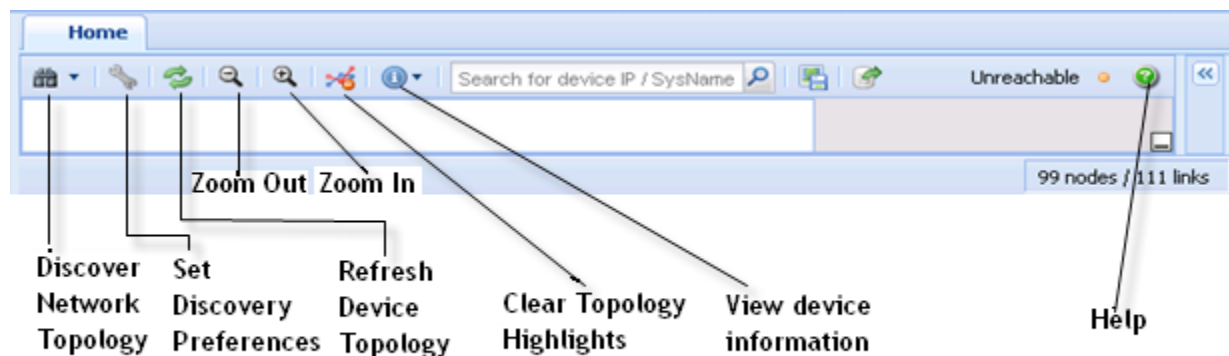 Home
Search for device IP / SysName
Unreachable
99 nodes / 111 links
Zoom Out
Zoom In
Discover
Network
Topology
Set
Discovery
Preferences
Refresh
Device
Topology
Clear Topology
Highlights
View device
information
Help